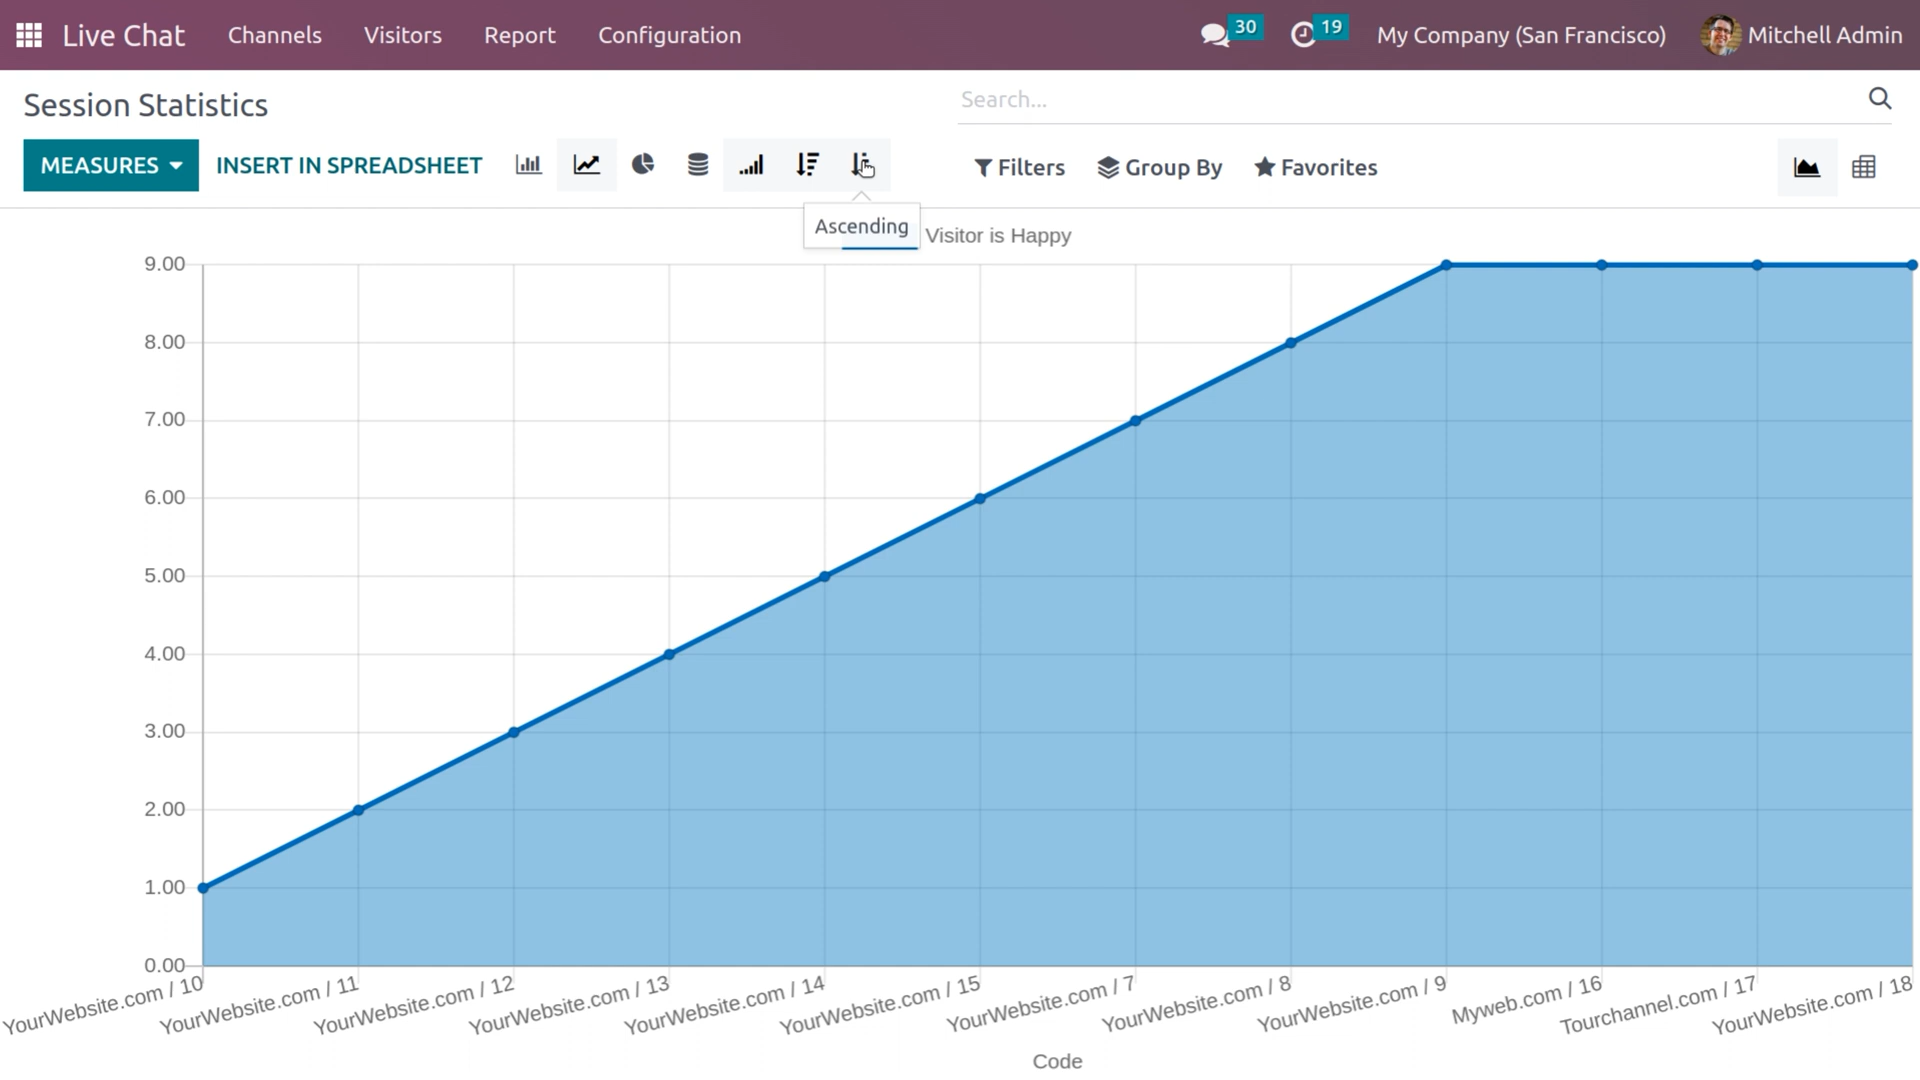 Live Chat Channels Visitors Report Configuration 30 19 My Company (San Francisco) Mitchell Admin
Session Statistics
Search...
MEASURES INSERT IN SPREADSHEET Filters Group By Favorites
Ascending
Visitor is Happy
9.00
8.00
7.00
6.00
5.00
4.00
3.00
2.00
1.00
0.00
YourWebsite.com / 10
YourWebsite.com / 11
YourWebsite.com / 12
YourWebsite.com / 13
YourWebsite.com / 14
YourWebsite.com / 15
YourWebsite.com / 7
YourWebsite.com / 8
YourWebsite.com / 9
Myweb.com / 16
Tourchannel.com / 17
YourWebsite.com / 18
Code